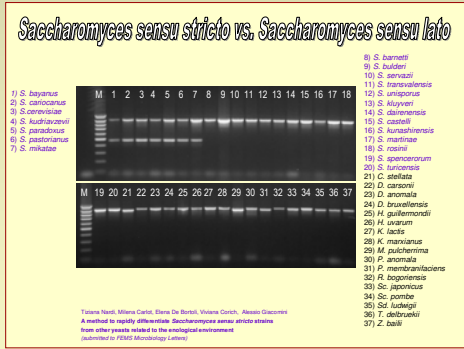 Saccharomyces sensu stricto vs. Saccharomyces sensu lato
1) S. bayanus
2) S. cariocanus
3) S.cerevisiae
4) S. kudriavzevii
5) S. paradoxus
6) S. pastorianus
7) S. mikatae
M 1 2 3 4 5 6 7 8 9 10 11 12 13 14 15 16 17 18
M 19 20 21 22 23 24 25 26 27 28 29 30 31 32 33 34 35 36 37
8) S. barnetti
9) S. bulderi
10) S. servazii
11) S. transvalensis
12) S. unisporus
13) S. kluyveri
14) S. dairenensis
15) S. castelli
16) S. kunashirensis
17) S. martinae
18) S. rosinii
19) S. spencerorum
20) S. turicensis
21) C. stellata
22) D. carsonii
23) D. anomala
24) D. bruxellensis
25) H. guillermondii
26) H. uvarum
27) K. lactis
28) K. marxianus
29) M. pulcherrima
30) P. anomala
31) P. membranifaciens
32) R. bogoriensis
33) Sc. japonicus
34) Sc. pombe
35) Sd. ludwigii
36) T. delbruekii
37) Z. bailii
Tiziana Nardi, Milena Carlot, Elena De Bortoli, Viviana Corich, Alessio Giacomini
A method to rapidly differentiate Saccharomyces sensu stricto strains
from other yeasts related to the enological environment
(submitted to FEMS Microbiology Letters)